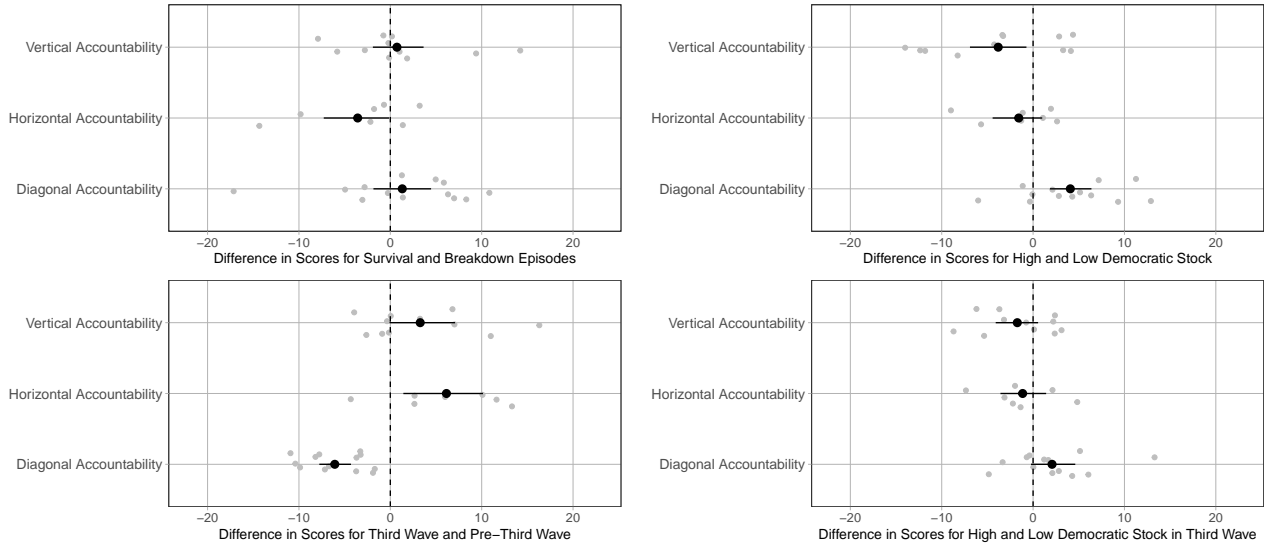 Vertical Accountability
Horizontal Accountability
Diagonal Accountability
−20 −10 0 10 20
Difference in Scores for Survival and Breakdown Episodes
Vertical Accountability
Horizontal Accountability
Diagonal Accountability
−20 −10 0 10 20
Difference in Scores for High and Low Democratic Stock
Vertical Accountability
Horizontal Accountability
Diagonal Accountability
−20 −10 0 10 20
Difference in Scores for Third Wave and Pre−Third Wave
Vertical Accountability
Horizontal Accountability
Diagonal Accountability
−20 −10 0 10 20
Difference in Scores for High and Low Democratic Stock in Third Wave